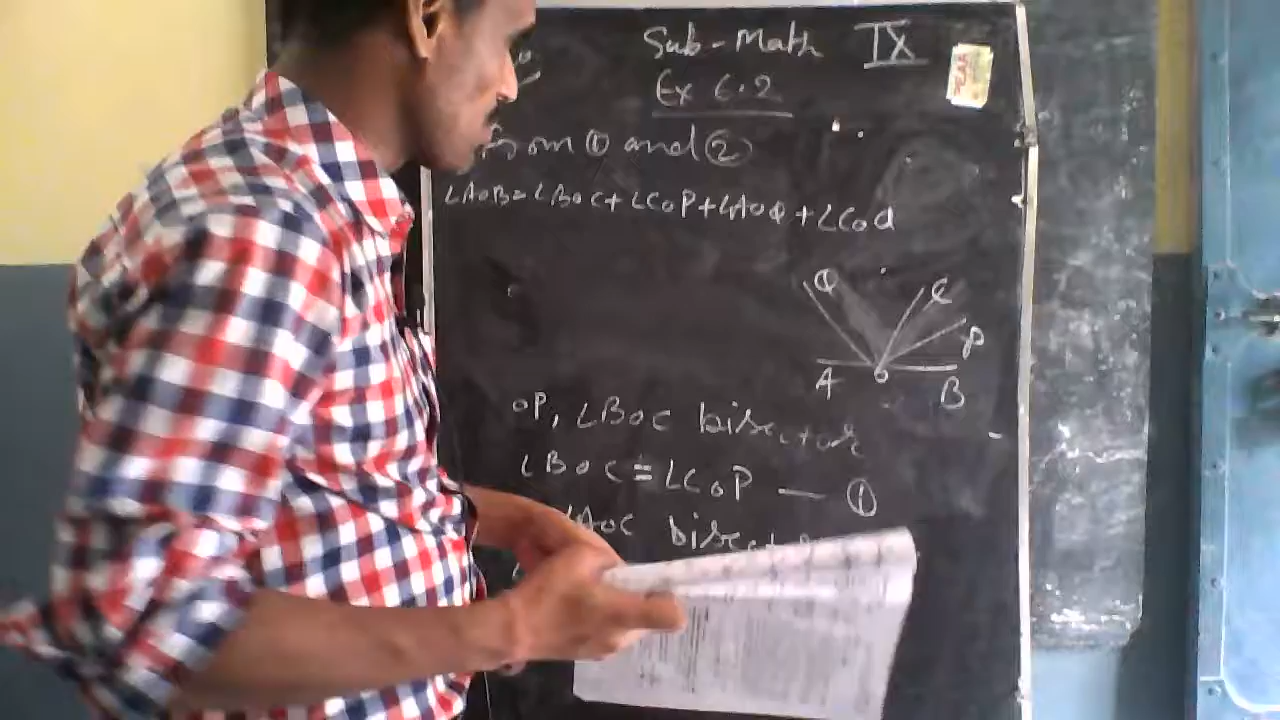 Sub-Math IX
Ex 6.2
from ① and ②
∠AOB=∠BOC+∠COP+∠AOQ+∠COQ
Q C
P
A O B
OP, ∠BOC bisector
∠BOC=∠COP — ①
∠AOC bisector